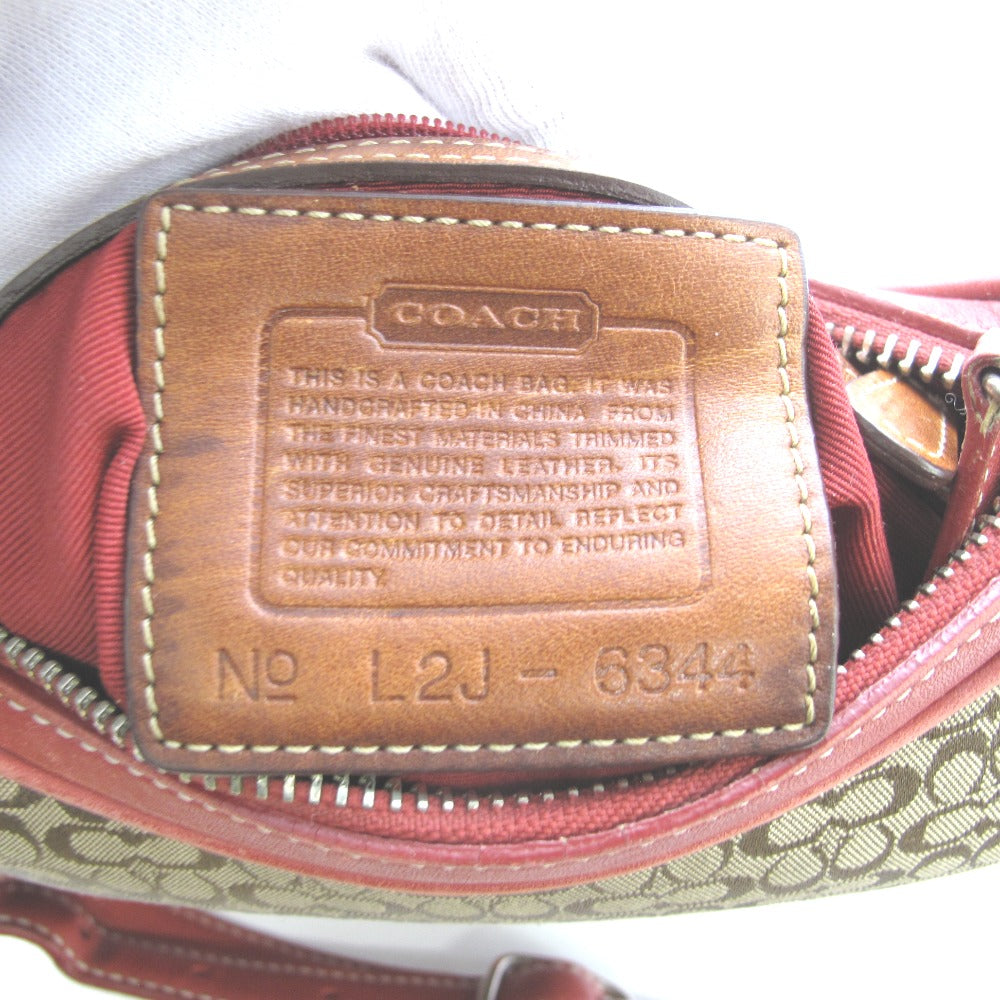 COACH
THIS IS A COACH BAG. IT WAS
HANDCRAFTED IN CHINA FROM
THE FINEST MATERIALS TRIMMED
WITH GENUINE LEATHER. ITS
SUPERIOR CRAFTSMANSHIP AND
ATTENTION TO DETAIL REFLECT
OUR COMMITMENT TO ENDURING
QUALITY.
Nº L2J - 6344